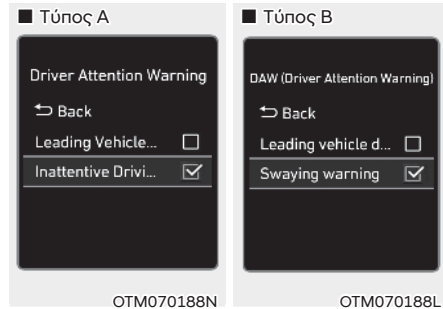 ■ Τύπος A
Driver Attention Warning
⮌ Back
Leading Vehicle...
Inattentive Drivi...
OTM070188N
■ Τύπος B
DAW (Driver Attention Warning)
⮌ Back
Leading vehicle d...
Swaying warning
OTM070188L